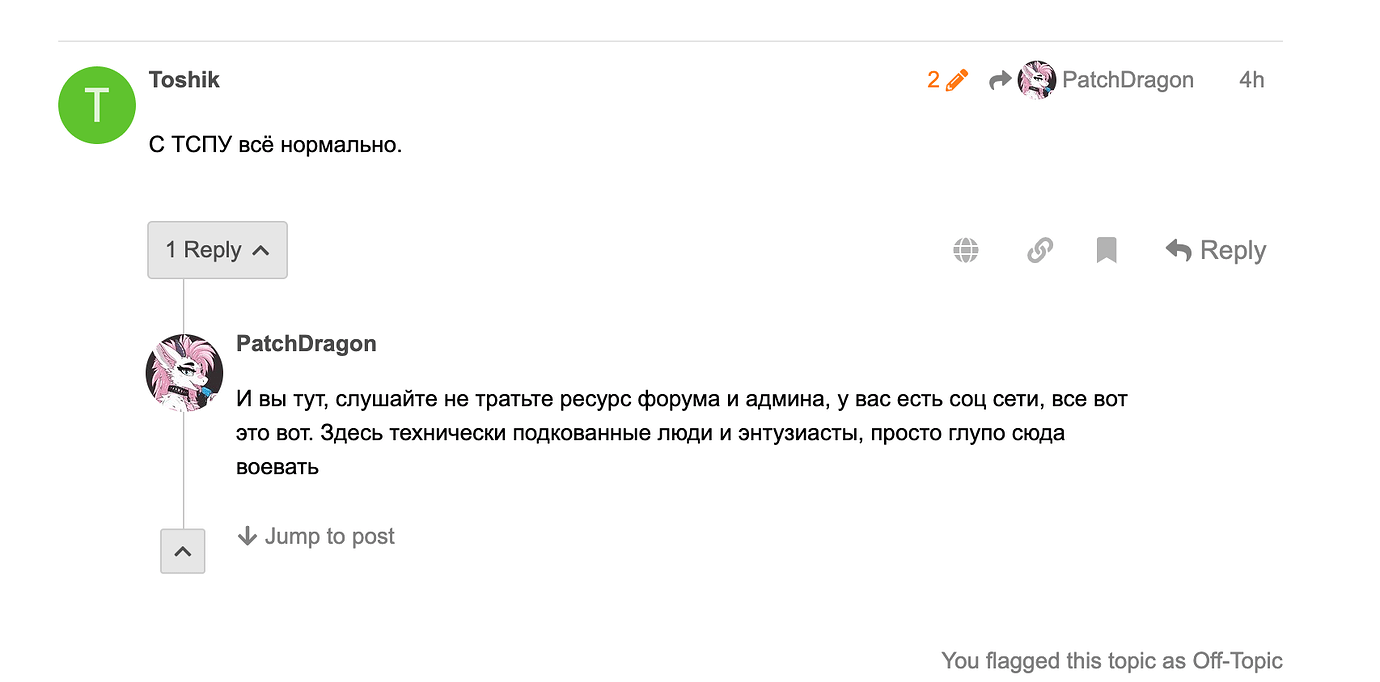 T
Toshik
2
PatchDragon
4h
С ТСПУ всё нормально.
1 Reply
Reply
PatchDragon
И вы тут, слушайте не тратьте ресурс форума и админа, у вас есть соц сети, все вот
это вот. Здесь технически подкованные люди и энтузиасты, просто глупо сюда
воевать
Jump to post
You flagged this topic as Off-Topic